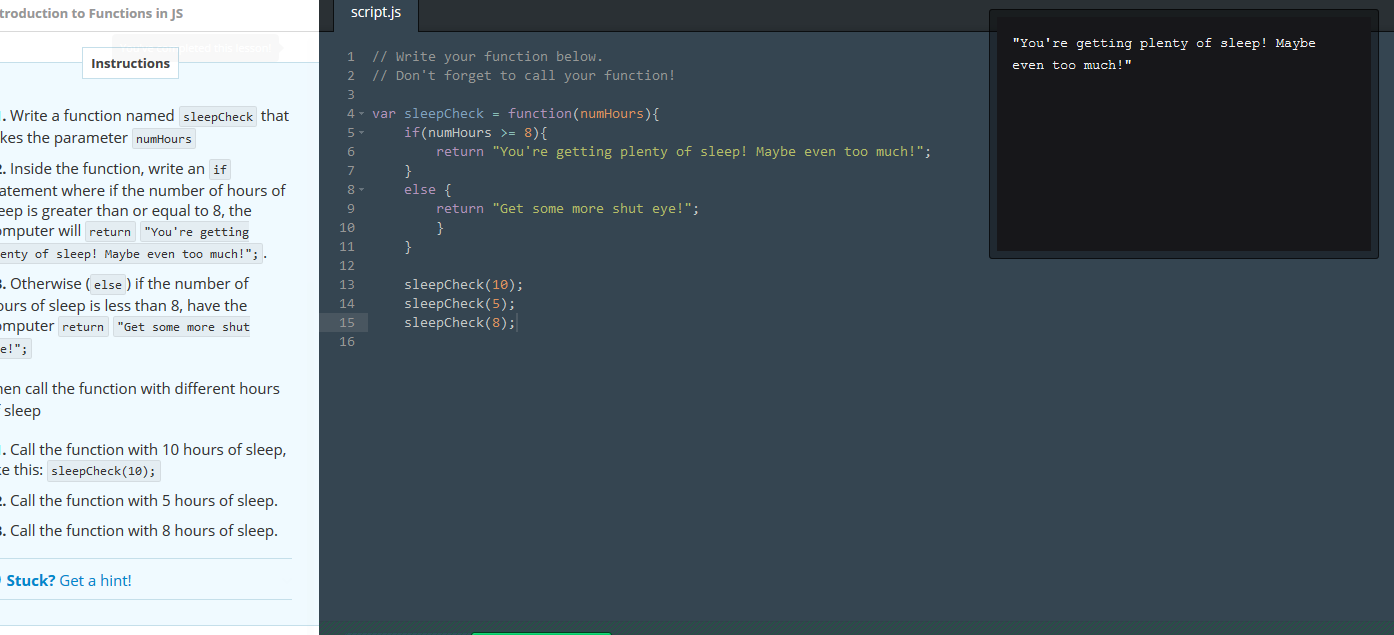 troduction to Functions in JS
Instructions
. Write a function named sleepCheck that
kes the parameter numHours
. Inside the function, write an if
atement where if the number of hours of
eep is greater than or equal to 8, the
mputer will return "You're getting
enty of sleep! Maybe even too much!"; .
. Otherwise ( else ) if the number of
ours of sleep is less than 8, have the
mputer return "Get some more shut
e!";
hen call the function with different hours
sleep
. Call the function with 10 hours of sleep,
e this: sleepCheck(10);
. Call the function with 5 hours of sleep.
. Call the function with 8 hours of sleep.
Stuck? Get a hint!
script.js
1 // Write your function below.
2 // Don't forget to call your function!
3
4 var sleepCheck = function(numHours){
5 if(numHours >= 8){
6 return "You're getting plenty of sleep! Maybe even too much!";
7 }
8 else {
9 return "Get some more shut eye!";
10 }
11 }
12
13 sleepCheck(10);
14 sleepCheck(5);
15 sleepCheck(8);
16
"You're getting plenty of sleep! Maybe
even too much!"